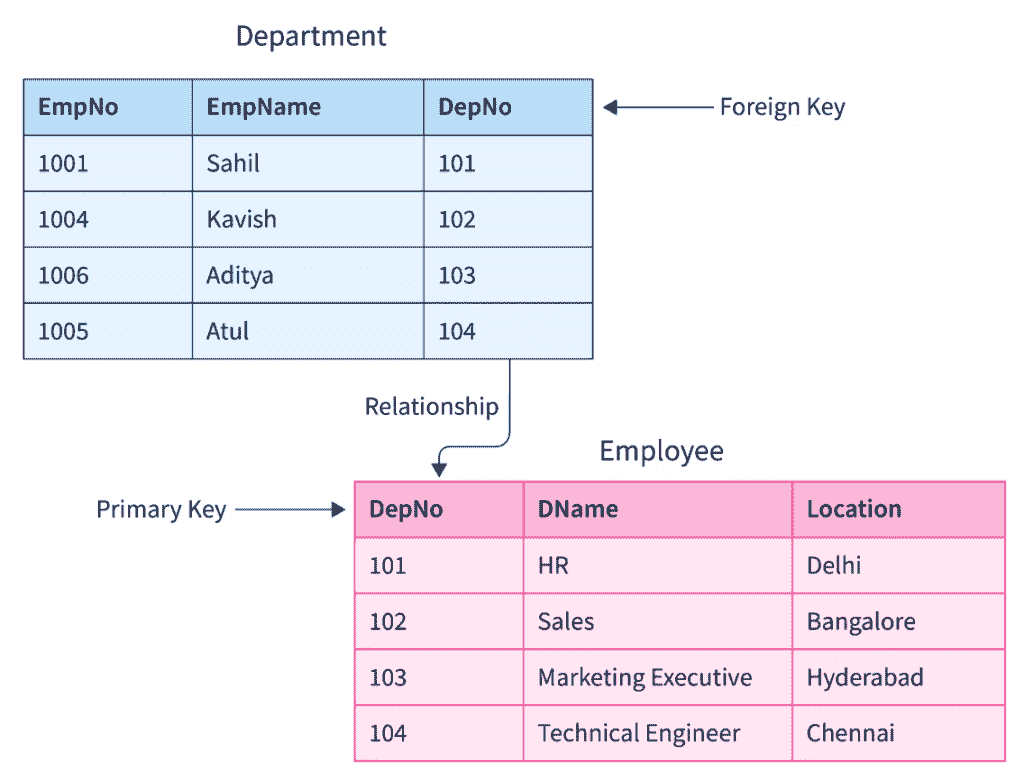 Department
EmpNo EmpName DepNo
Foreign Key
1001 Sahil 101
1004 Kavish 102
1006 Aditya 103
1005 Atul 104
Relationship
Employee
Primary Key
DepNo DName Location
101 HR Delhi
102 Sales Bangalore
103 Marketing Executive Hyderabad
104 Technical Engineer Chennai